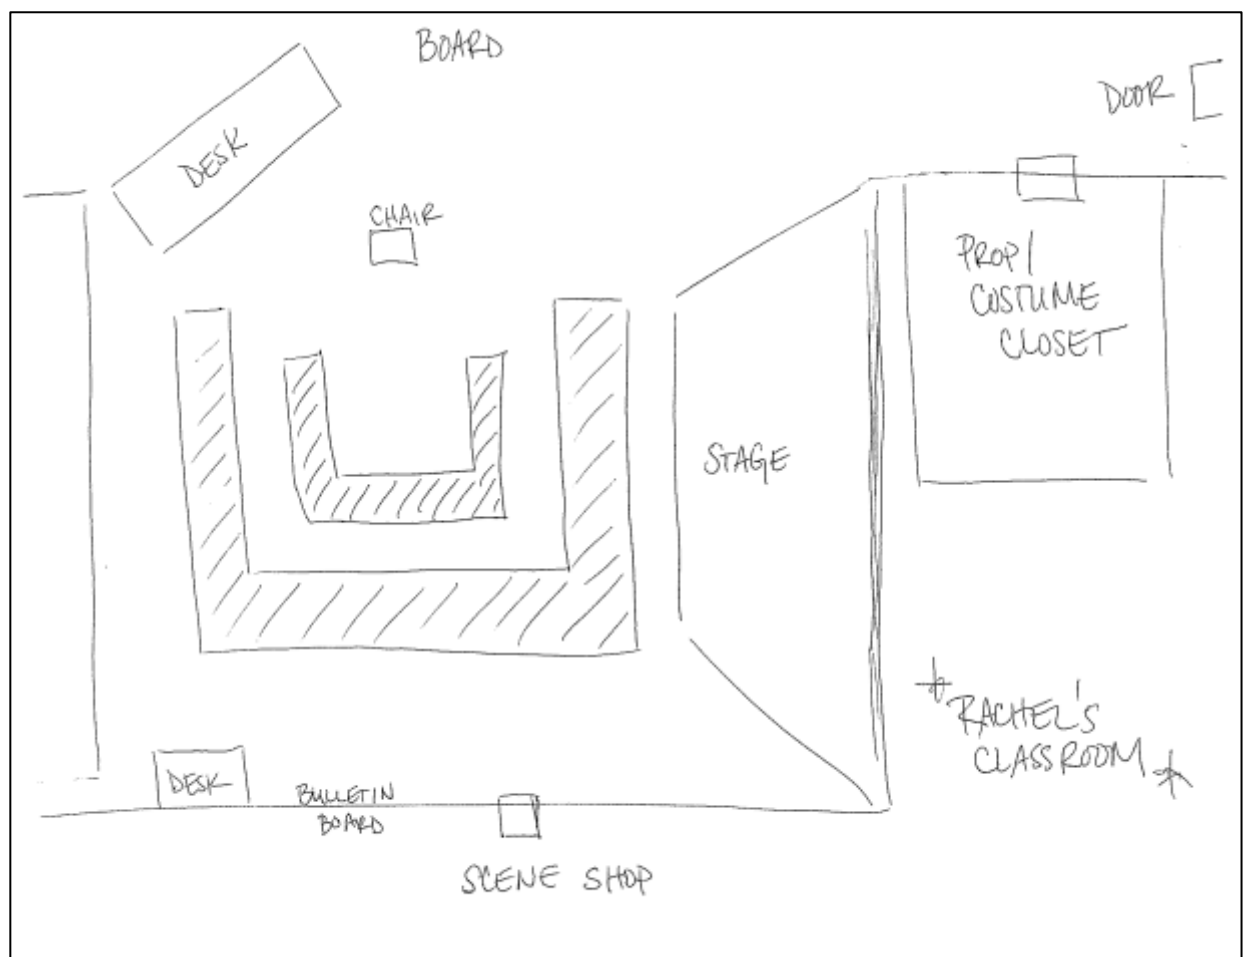 BOARD
DOOR
DESK
CHAIR
PROP/
COSTUME
CLOSET
STAGE
RACHEL'S
CLASSROOM
DESK
BULLETIN
BOARD
SCENE SHOP